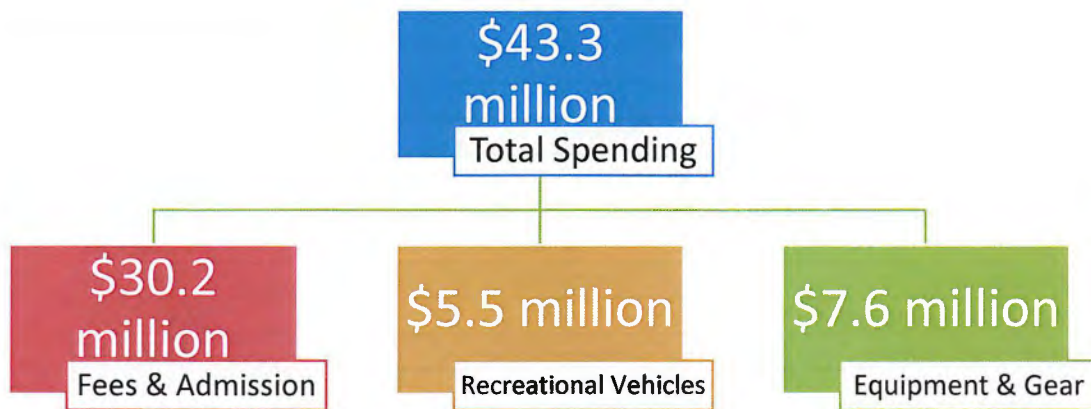 $43.3
million
Total Spending
$30.2
million
Fees & Admission
$5.5 million
Recreational Vehicles
$7.6 million
Equipment & Gear